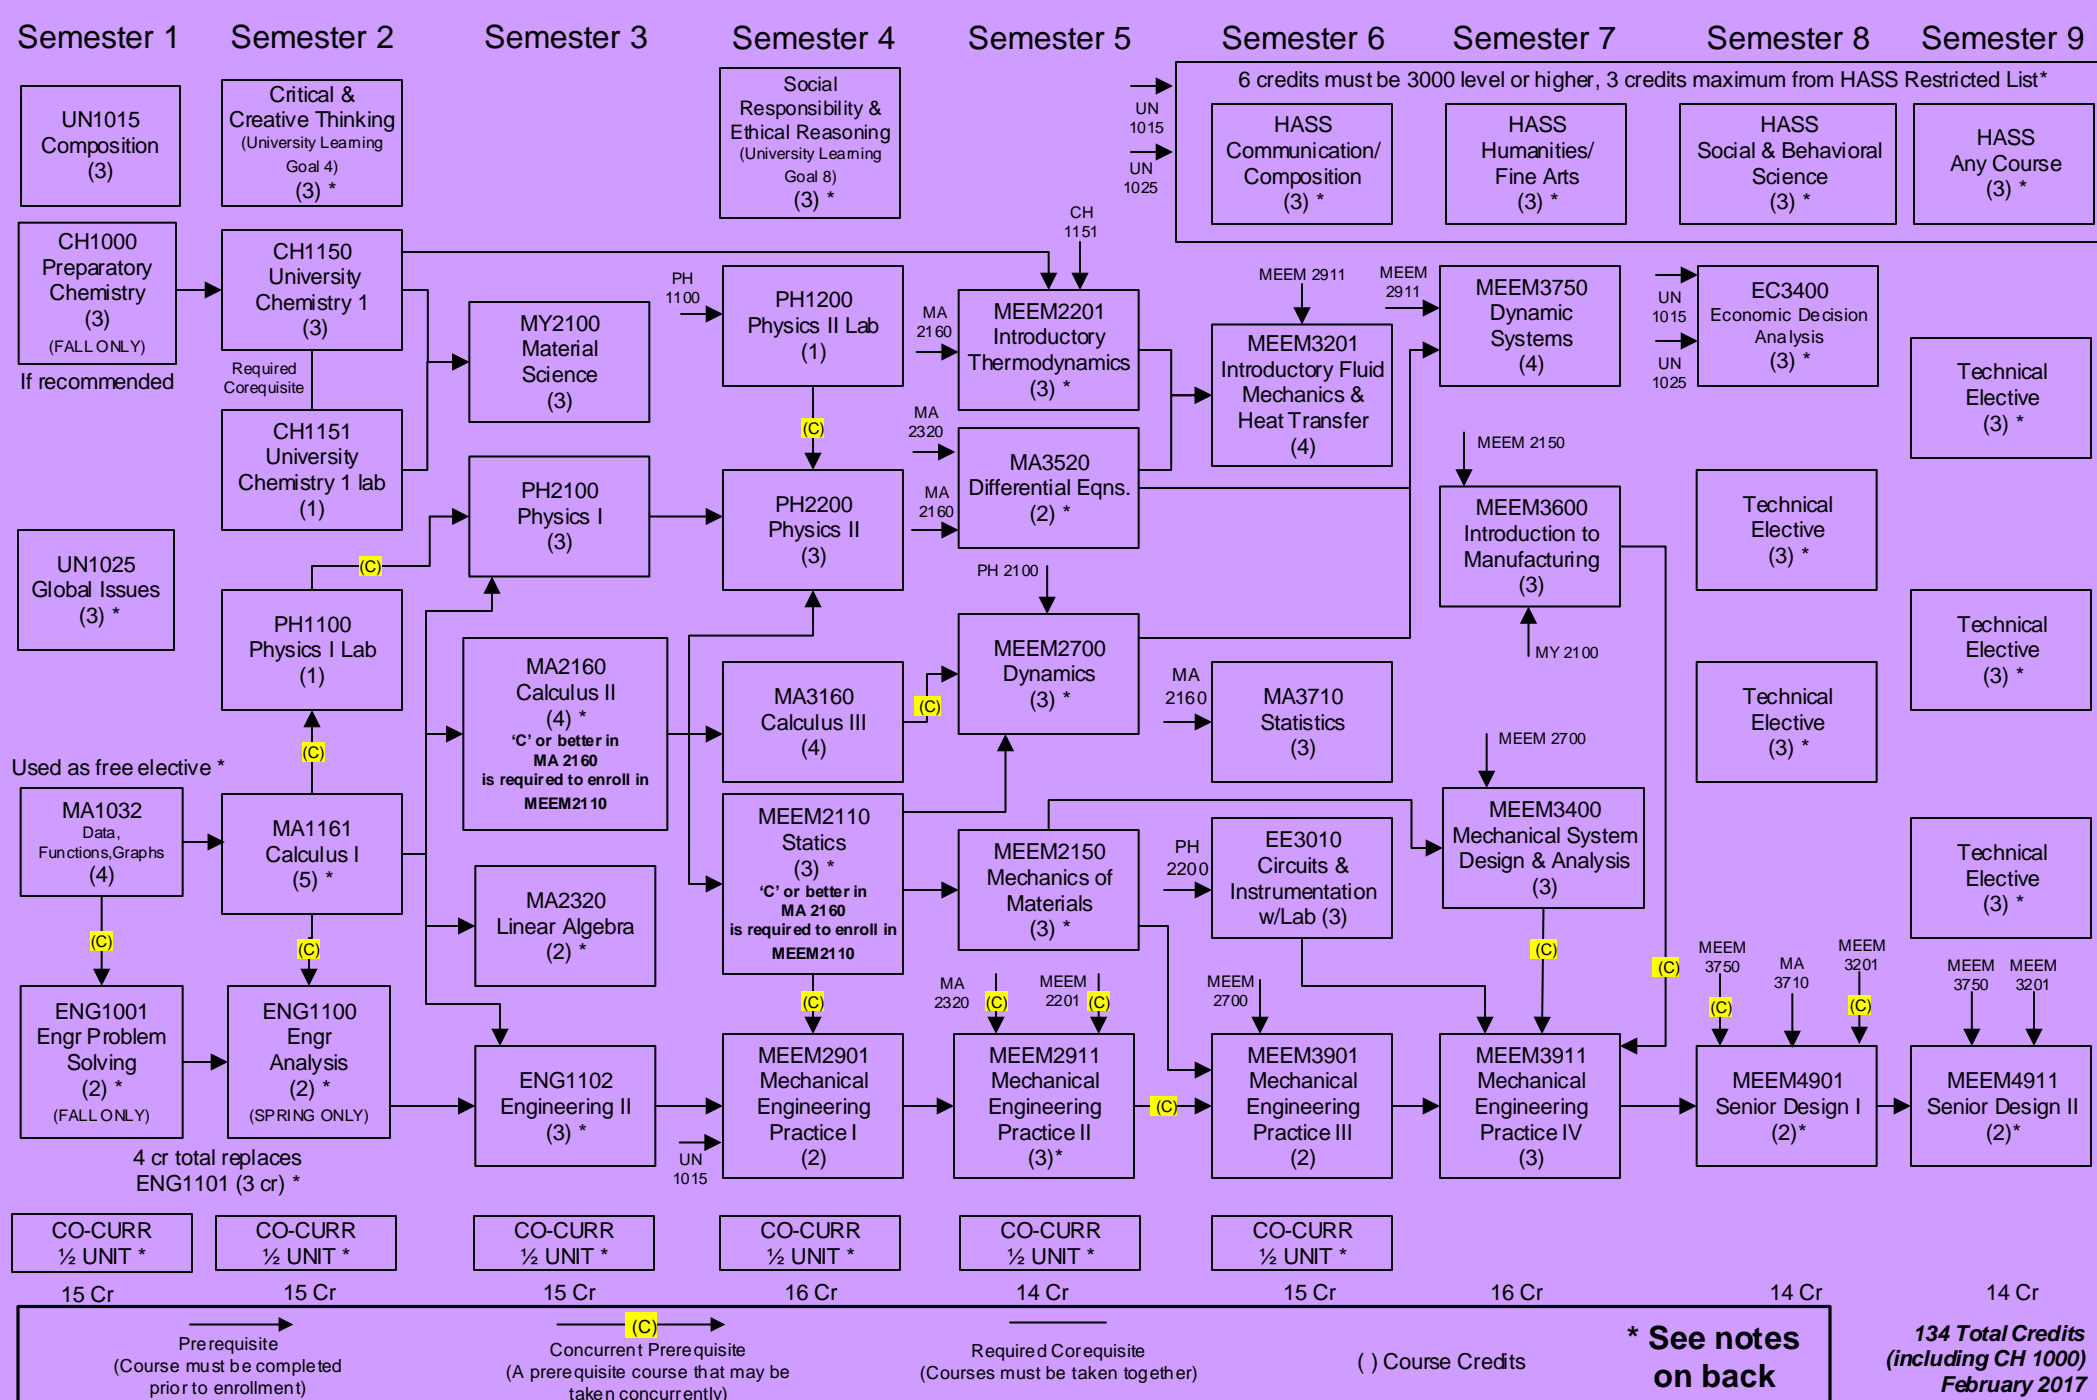 Semester 1
Semester 2
Semester 3
Semester 4
Semester 5
Semester 6
Semester 7
Semester 8
Semester 9
UN1015
Composition
(3)
CH1000
Preparatory
Chemistry
(3)
(FALL ONLY)
If recommended
UN1025
Global Issues
(3) *
Used as free elective *
MA1032
Data,
Functions,Graphs
(4)
(C)
ENG1001
Engr Problem
Solving
(2) *
(FALL ONLY)
4 cr total replaces
ENG1101 (3 cr) *
CO-CURR
½ UNIT *
15 Cr
Critical &
Creative Thinking
(University Learning
Goal 4)
(3) *
CH1150
University
Chemistry 1
(3)
Required
Corequisite
CH1151
University
Chemistry 1 lab
(1)
(C)
PH1100
Physics I Lab
(1)
(C)
MA1161
Calculus I
(5) *
(C)
ENG1100
Engr
Analysis
(2) *
(SPRING ONLY)
CO-CURR
½ UNIT *
15 Cr
MY2100
Material
Science
(3)
PH2100
Physics I
(3)
MA2160
Calculus II
(4) *
‘C’ or better in
MA 2160
is required to enroll in
MEEM2110
MA2320
Linear Algebra
(2) *
ENG1102
Engineering II
(3) *
CO-CURR
½ UNIT *
15 Cr
Social
Responsibility &
Ethical Reasoning
(University Learning
Goal 8)
(3) *
PH
1100
PH1200
Physics II Lab
(1)
(C)
PH2200
Physics II
(3)
MA3160
Calculus III
(4)
(C)
MEEM2110
Statics
(3) *
‘C’ or better in
MA 2160
is required to enroll in
MEEM2110
(C)
MEEM2901
Mechanical
Engineering
Practice I
(2)
UN
1015
CO-CURR
½ UNIT *
16 Cr
CH
1151
MA
2160
MEEM2201
Introductory
Thermodynamics
(3) *
MA
2320
MA
2160
MA3520
Differential Eqns.
(2) *
PH 2100
MEEM2700
Dynamics
(3) *
MEEM2150
Mechanics of
Materials
(3) *
MA
2320
(C)
MEEM
2201
(C)
MEEM2911
Mechanical
Engineering
Practice II
(3)*
(C)
CO-CURR
½ UNIT *
14 Cr
UN
1015
UN
1025
6 credits must be 3000 level or higher, 3 credits maximum from HASS Restricted List*
HASS
Communication/
Composition
(3) *
HASS
Humanities/
Fine Arts
(3) *
HASS
Social & Behavioral
Science
(3) *
HASS
Any Course
(3) *
MEEM 2911
MEEM3201
Introductory Fluid
Mechanics &
Heat Transfer
(4)
MA
2160
MA3710
Statistics
(3)
PH
2200
EE3010
Circuits &
Instrumentation
w/Lab (3)
MEEM
2700
MEEM3901
Mechanical
Engineering
Practice III
(2)
CO-CURR
½ UNIT *
15 Cr
MEEM
2911
MEEM3750
Dynamic
Systems
(4)
MEEM 2150
MEEM3600
Introduction to
Manufacturing
(3)
MY 2100
MEEM 2700
MEEM3400
Mechanical System
Design & Analysis
(3)
(C)
(C)
MEEM3911
Mechanical
Engineering
Practice IV
(3)
16 Cr
UN
1015
UN
1025
EC3400
Economic Decision
Analysis
(3) *
Technical
Elective
(3) *
Technical
Elective
(3) *
MEEM
3750
(C)
MA
3710
MEEM
3201
(C)
MEEM4901
Senior Design I
(2)*
14 Cr
Technical
Elective
(3) *
Technical
Elective
(3) *
Technical
Elective
(3) *
MEEM
3750
MEEM
3201
MEEM4911
Senior Design II
(2)*
14 Cr
Prerequisite
(Course must be completed
prior to enrollment)
(C)
Concurrent Prerequisite
(A prerequisite course that may be
taken concurrently)
Required Corequisite
(Courses must be taken together)
( ) Course Credits
* See notes
on back
134 Total Credits
(including CH 1000)
February 2017